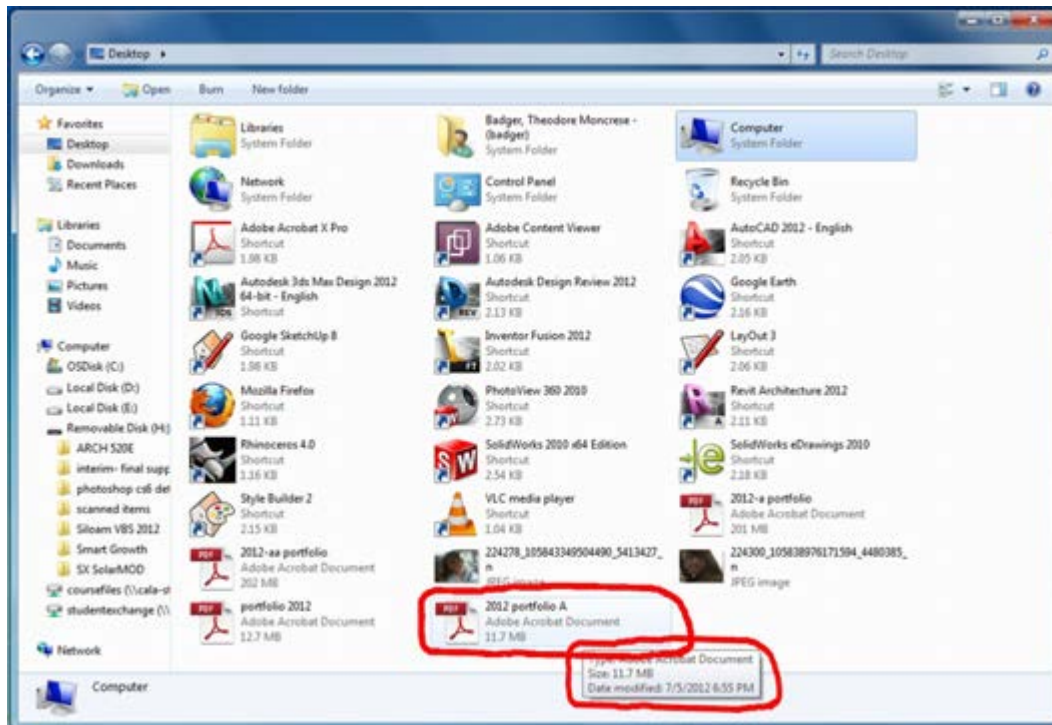 Desktop
Search Desktop
Organize
Open
Burn
New folder
Favorites
Desktop
Downloads
Recent Places
Libraries
Documents
Music
Pictures
Videos
Computer
OSDisk (C:)
Local Disk (D:)
Local Disk (E:)
Removable Disk (H:)
ARCH 520E
interim- final supp
photoshop cs6 det
scanned items
Siloam VBS 2012
Smart Growth
SX SolarMOD
coursefiles (\\cala-st
studentexchange (\\
Network
Libraries
System Folder
Badger, Theodore Moncrese -
(badger)
System Folder
Computer
System Folder
Network
System Folder
Control Panel
System Folder
Recycle Bin
System Folder
Adobe Acrobat X Pro
Shortcut
1.98 KB
Adobe Content Viewer
Shortcut
1.06 KB
AutoCAD 2012 - English
Shortcut
2.05 KB
Autodesk 3ds Max Design 2012
64-bit - English
Shortcut
Autodesk Design Review 2012
Shortcut
2.13 KB
Google Earth
Shortcut
2.16 KB
Google SketchUp 8
Shortcut
1.98 KB
Inventor Fusion 2012
Shortcut
2.02 KB
LayOut 3
Shortcut
2.06 KB
Mozilla Firefox
Shortcut
1.11 KB
PhotoView 360 2010
Shortcut
2.73 KB
Revit Architecture 2012
Shortcut
2.11 KB
Rhinoceros 4.0
Shortcut
1.16 KB
SolidWorks 2010 x64 Edition
Shortcut
2.54 KB
SolidWorks eDrawings 2010
Shortcut
2.18 KB
Style Builder 2
Shortcut
2.15 KB
VLC media player
Shortcut
1.04 KB
2012-a portfolio
Adobe Acrobat Document
201 MB
2012-aa portfolio
Adobe Acrobat Document
202 MB
224278_105843349504490_5413427_
n
JPEG image
224300_105838976171594_4480385_
n
JPEG image
portfolio 2012
Adobe Acrobat Document
12.7 MB
2012 portfolio A
Adobe Acrobat Document
11.7 MB
Type: Adobe Acrobat Document
Size: 11.7 MB
Date modified: 7/5/2012 6:55 PM
Computer